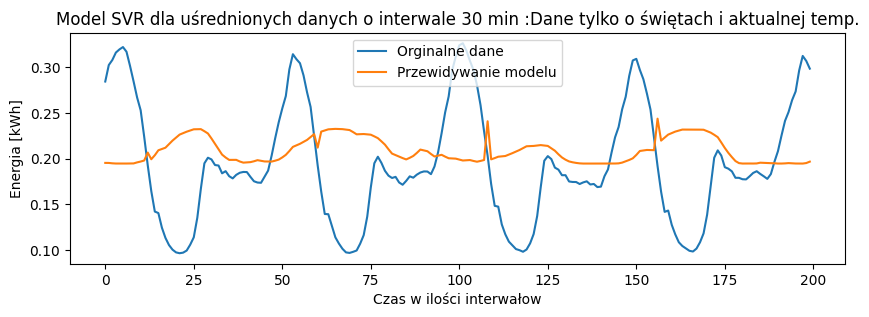 Model SVR dla uśrednionych danych o interwale 30 min :Dane tylko o świętach i aktualnej temp.
Orginalne dane
Przewidywanie modelu
Energia [kWh]
0.30
0.25
0.20
0.15
0.10
0
25
50
75
100
125
150
175
200
Czas w ilości interwałow